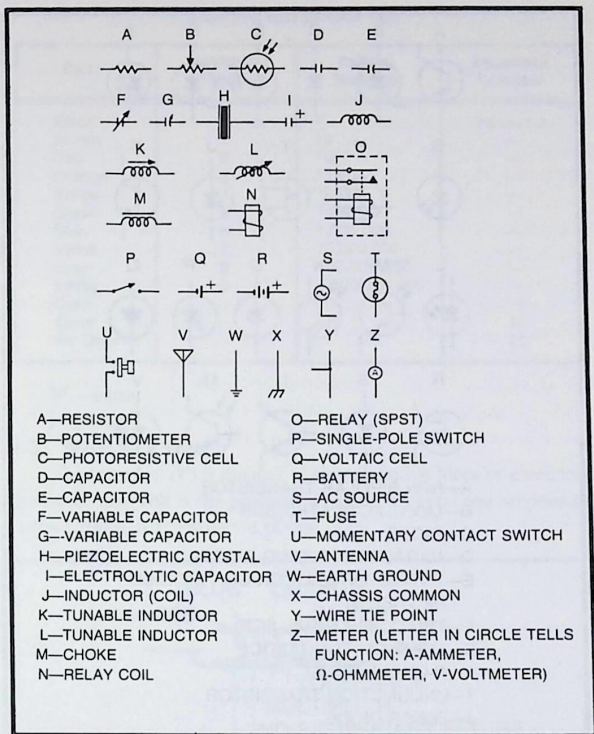 A B C D E
F G H I J
+
K L O
M N
P Q R S T
+ +
U V W X Y Z
A
A—RESISTOR
B—POTENTIOMETER
C—PHOTORESISTIVE CELL
D—CAPACITOR
E—CAPACITOR
F—VARIABLE CAPACITOR
G--VARIABLE CAPACITOR
H—PIEZOELECTRIC CRYSTAL
I—ELECTROLYTIC CAPACITOR
J—INDUCTOR (COIL)
K—TUNABLE INDUCTOR
L—TUNABLE INDUCTOR
M—CHOKE
N—RELAY COIL
O—RELAY (SPST)
P—SINGLE-POLE SWITCH
Q—VOLTAIC CELL
R—BATTERY
S—AC SOURCE
T—FUSE
U—MOMENTARY CONTACT SWITCH
V—ANTENNA
W—EARTH GROUND
X—CHASSIS COMMON
Y—WIRE TIE POINT
Z—METER (LETTER IN CIRCLE TELLS
FUNCTION: A-AMMETER,
Ω-OHMMETER, V-VOLTMETER)